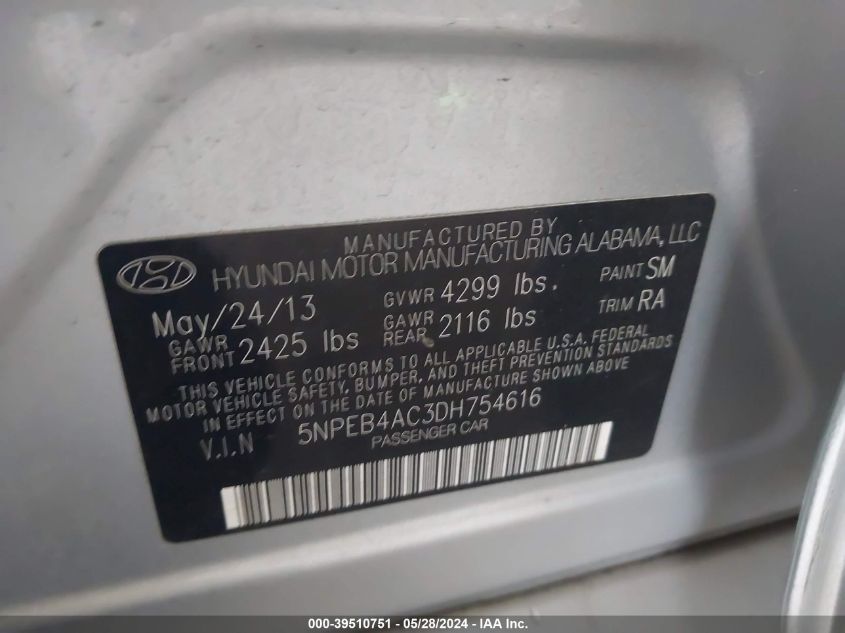 MANUFACTURED BY
HYUNDAI MOTOR MANUFACTURING ALABAMA, LLC
May/24/13 GVWR 4299 lbs. PAINT SM
GAWR FRONT 2425 lbs GAWR REAR 2116 lbs TRIM RA
THIS VEHICLE CONFORMS TO ALL APPLICABLE U.S.A. FEDERAL
MOTOR VEHICLE SAFETY, BUMPER, AND THEFT PREVENTION STANDARDS
IN EFFECT ON THE DATE OF MANUFACTURE SHOWN ABOVE
V.I.N 5NPEB4AC3DH754616
PASSENGER CAR
000-39510751 - 05/28/2024 - IAA Inc.